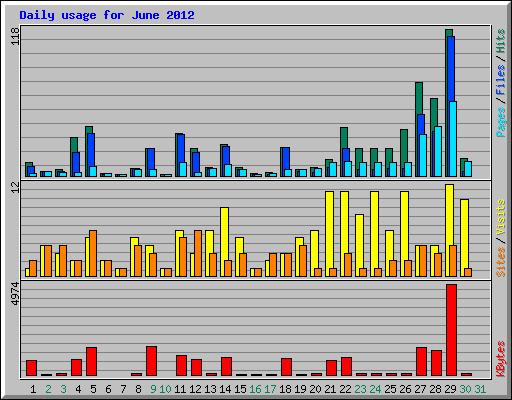 Daily usage for June 2012
118
Pages / Files / Hits
12
Sites / Visits
4974
KBytes
1 2 3 4 5 6 7 8 9 10 11 12 13 14 15 16 17 18 19 20 21 22 23 24 25 26 27 28 29 30 31